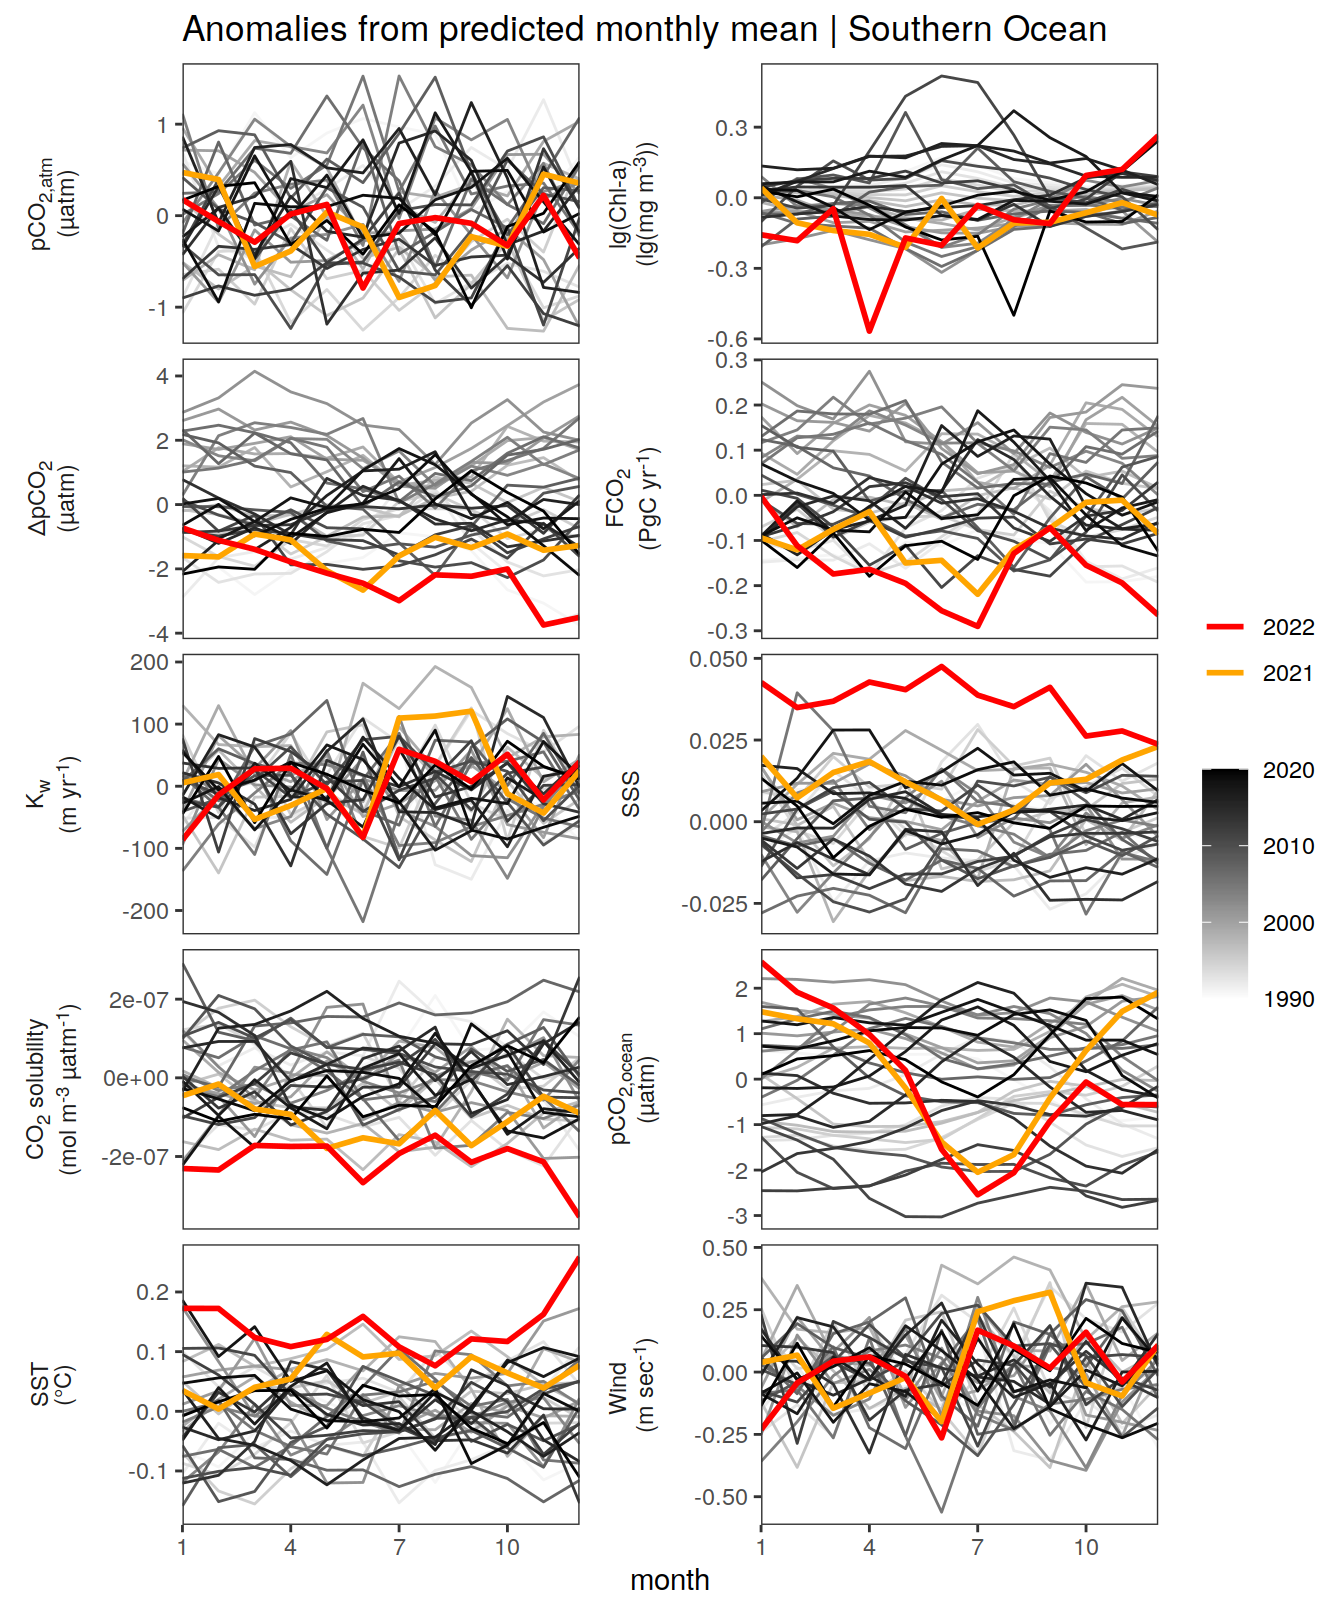 Anomalies from predicted monthly mean | Southern Ocean
pCO2,atm
(µatm)
1
0
-1
lg(Chl-a)
(lg(mg m-3))
0.3
0.0
-0.3
-0.6
ΔpCO2
(µatm)
4
2
0
-2
-4
FCO2
(PgC yr-1)
0.3
0.2
0.1
0.0
-0.1
-0.2
-0.3
Kw
(m yr-1)
200
100
0
-100
-200
SSS
0.050
0.025
0.000
-0.025
CO2 solubility
(mol m-3 µatm-1)
2e-07
0e+00
-2e-07
pCO2,ocean
(µatm)
2
1
0
-1
-2
-3
SST
(°C)
0.2
0.1
0.0
-0.1
Wind
(m sec-1)
0.50
0.25
0.00
-0.25
-0.50
1 4 7 10
1 4 7 10
month
2022
2021
2020
2010
2000
1990